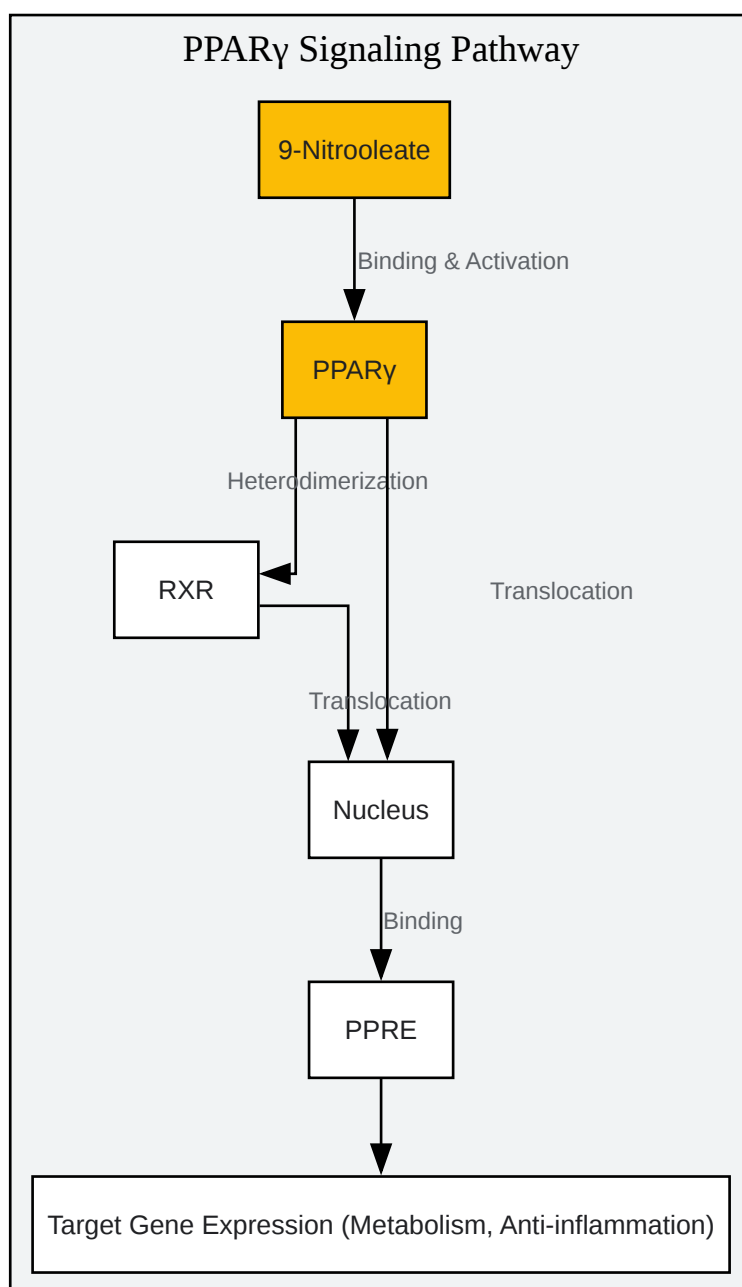 PPARγ Signaling Pathway
9-Nitrooleate
Binding & Activation
PPARγ
Heterodimerization
RXR
Translocation
Translocation
Nucleus
Binding
PPRE
Target Gene Expression (Metabolism, Anti-inflammation)